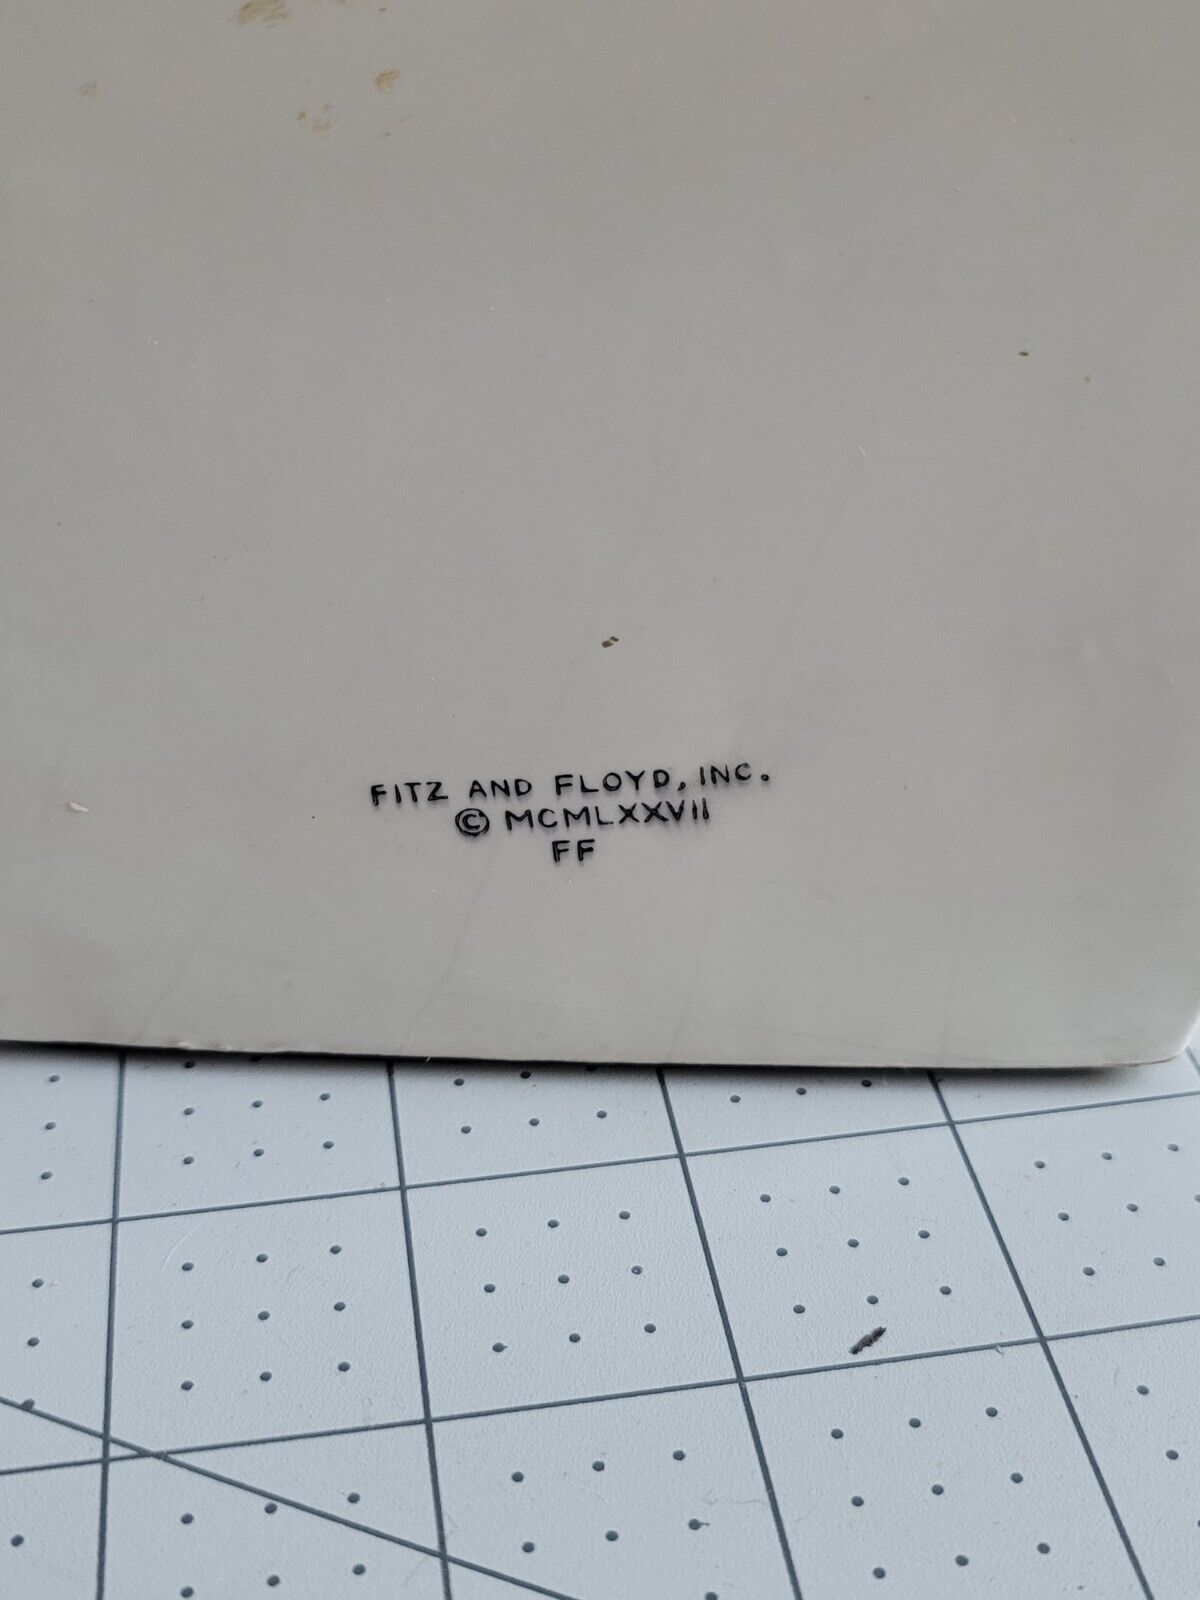 FITZ AND FLOYD, INC.
© MCMLXXVII
FF